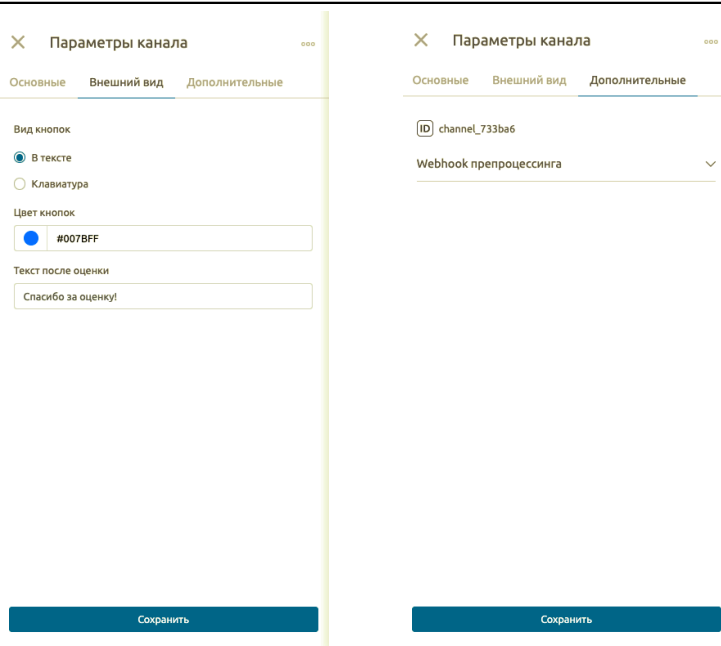 Параметры канала
Основные Внешний вид Дополнительные
Вид кнопок
В тексте
Клавиатура
Цвет кнопок
#007BFF
Текст после оценки
Спасибо за оценку!
Сохранить
Параметры канала
Основные Внешний вид Дополнительные
ID channel_733ba6
Webhook препроцессинга
Сохранить